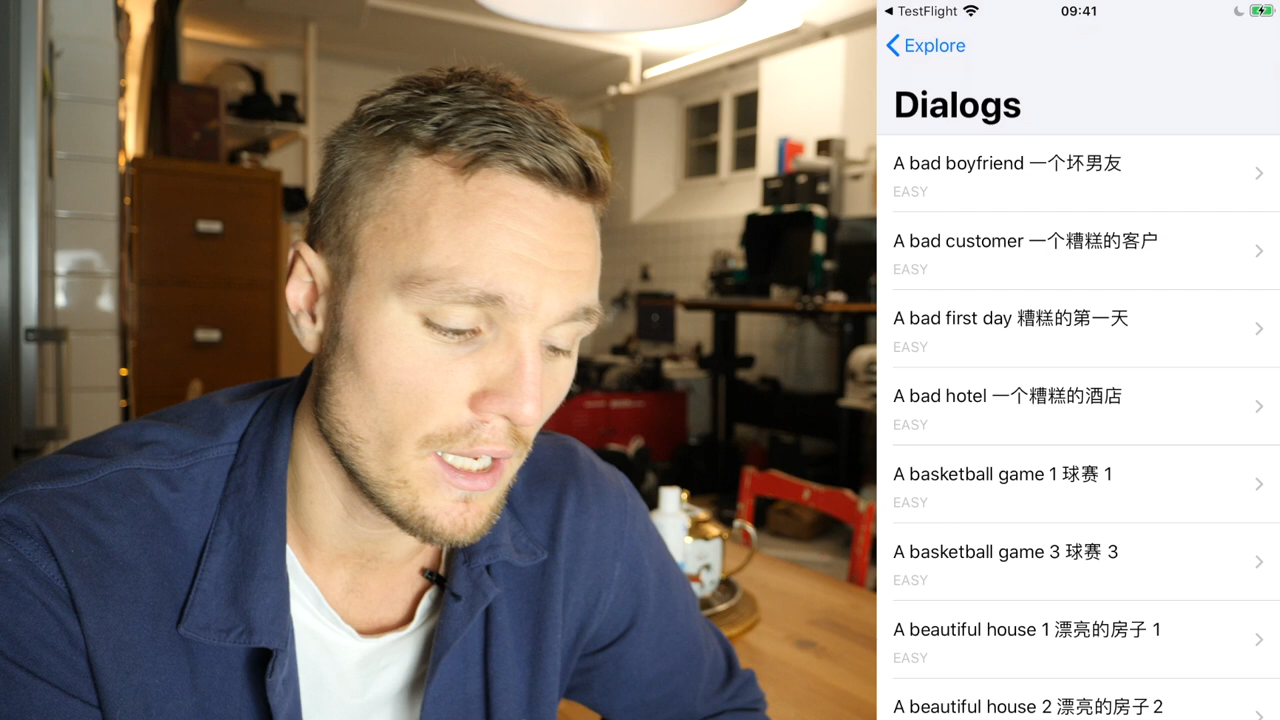 TestFlight
09:41
Explore
Dialogs
A bad boyfriend 一个坏男友
EASY
A bad customer 一个糟糕的客户
EASY
A bad first day 糟糕的第一天
EASY
A bad hotel 一个糟糕的酒店
EASY
A basketball game 1 球赛 1
EASY
A basketball game 3 球赛 3
EASY
A beautiful house 1 漂亮的房子 1
EASY
A beautiful house 2 漂亮的房子 2